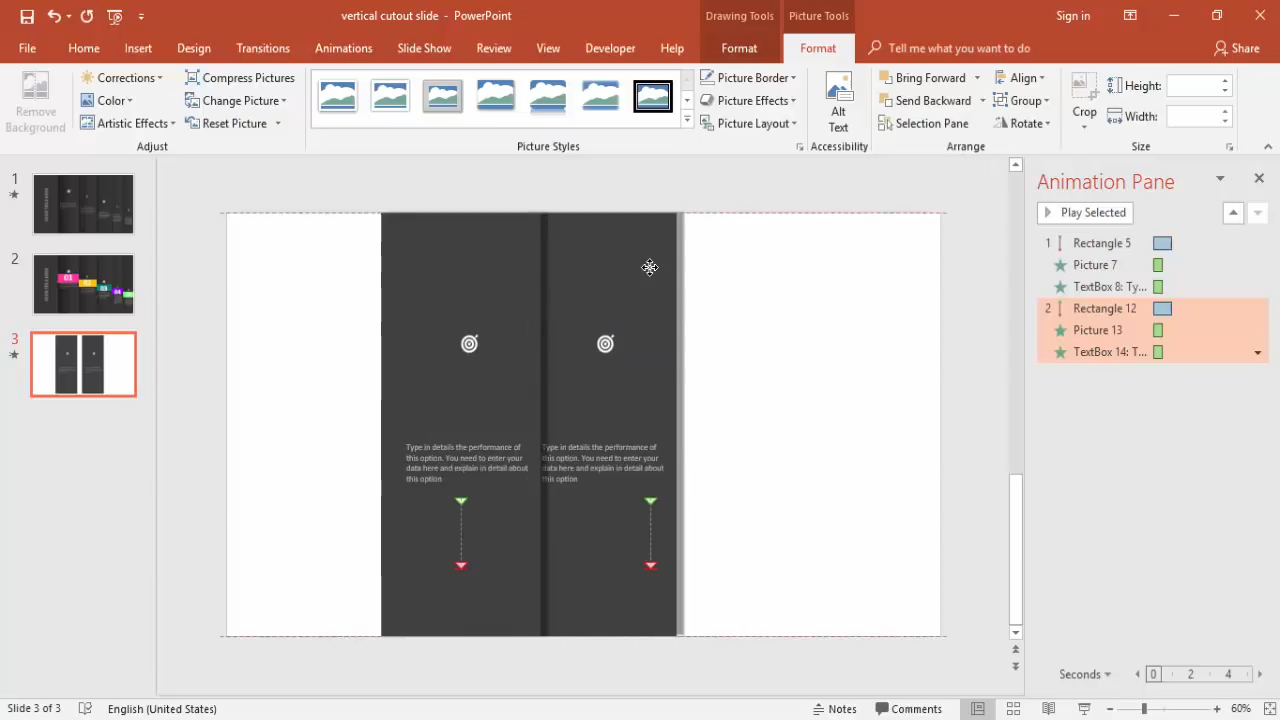 vertical cutout slide - PowerPoint
Drawing Tools
Picture Tools
Sign in
File
Home
Insert
Design
Transitions
Animations
Slide Show
Review
View
Developer
Help
Format
Format
Tell me what you want to do
Share
Remove
Background
Corrections
Color
Artistic Effects
Compress Pictures
Change Picture
Reset Picture
Adjust
Picture Styles
Picture Border
Picture Effects
Picture Layout
Alt
Text
Accessibility
Bring Forward
Send Backward
Selection Pane
Align
Group
Rotate
Arrange
Crop
Height:
Width:
Size
1
2
01
02
03
04
3
Type in details the performance of
this option. You need to enter your
data here and explain in detail about
this option
Type in details the performance of
this option. You need to enter your
data here and explain in detail about
this option
Animation Pane
Play Selected
1 Rectangle 5
Picture 7
TextBox 8: Ty...
2 Rectangle 12
Picture 13
TextBox 14: T...
Seconds
0
2
4
Slide 3 of 3
English (United States)
Notes
Comments
60%